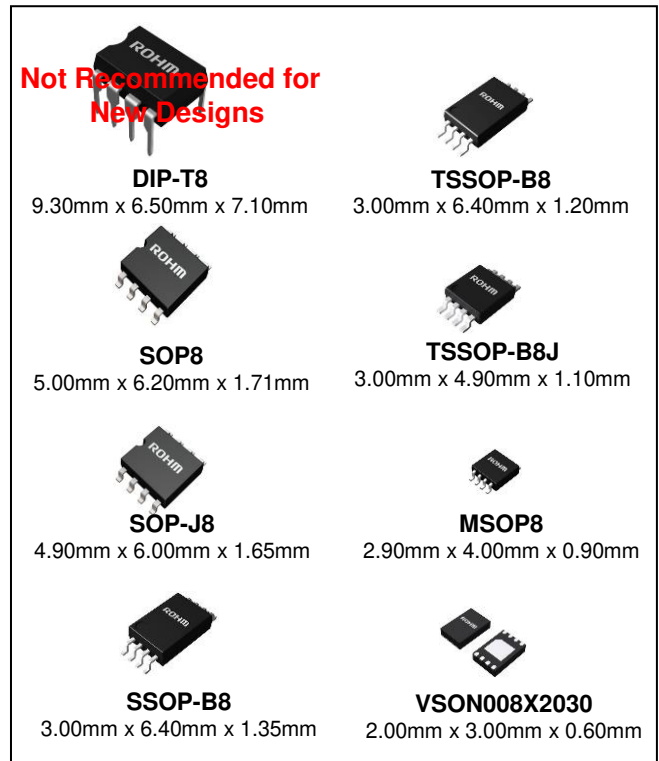 ROHM
Not Recommended for
New Designs
DIP-T8
9.30mm x 6.50mm x 7.10mm
ROHM
TSSOP-B8
3.00mm x 6.40mm x 1.20mm
ROHM
SOP8
5.00mm x 6.20mm x 1.71mm
ROHM
TSSOP-B8J
3.00mm x 4.90mm x 1.10mm
ROHM
SOP-J8
4.90mm x 6.00mm x 1.65mm
ROHM
MSOP8
2.90mm x 4.00mm x 0.90mm
ROHM
SSOP-B8
3.00mm x 6.40mm x 1.35mm
ROHM
VSON008X2030
2.00mm x 3.00mm x 0.60mm